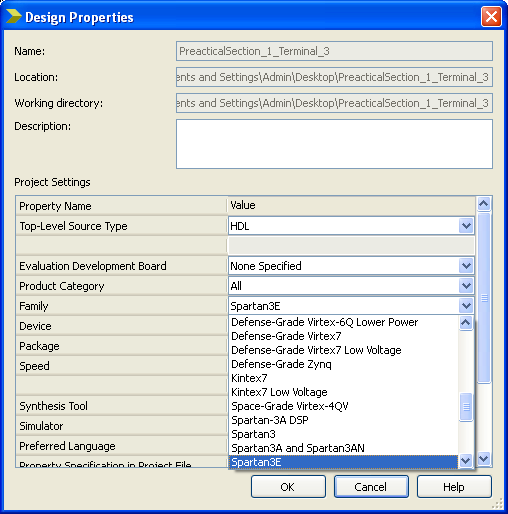 Design Properties
Name: PreacticalSection_1_Terminal_3
Location: ents and Settings\Admin\Desktop\PreacticalSection_1_Terminal_3
Working directory: ents and Settings\Admin\Desktop\PreacticalSection_1_Terminal_3
Description:
Project Settings
Property Name Value
Top-Level Source Type HDL
Evaluation Development Board None Specified
Product Category All
Family Spartan3E
Device Defense-Grade Virtex-6Q Lower Power
Defense-Grade Virtex7
Package Defense-Grade Virtex7 Low Voltage
Speed Defense-Grade Zynq
Kintex7
Kintex7 Low Voltage
Synthesis Tool Space-Grade Virtex-4QV
Simulator Spartan-3A DSP
Spartan3
Preferred Language Spartan3A and Spartan3AN
Property Specification in Project File Spartan3E
OK Cancel Help